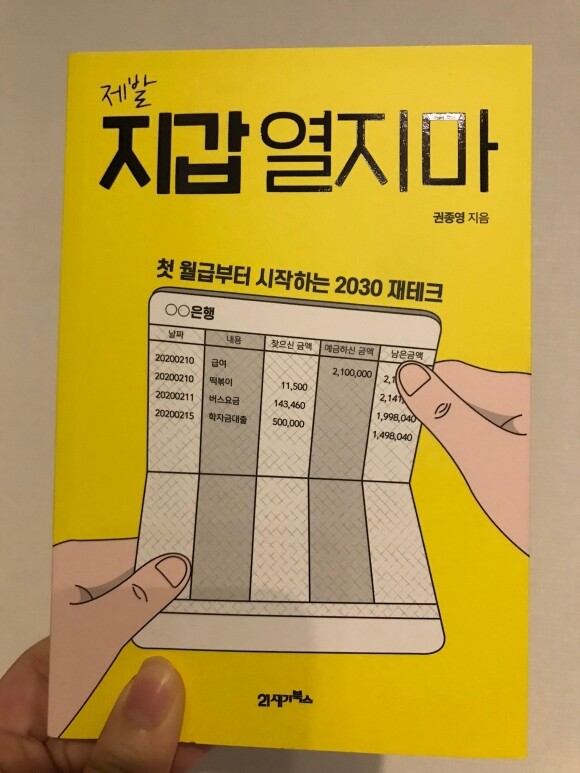 제발
지갑 열지마
권종영 지음
첫 월급부터 시작하는 2030 재테크
○○은행
날짜 내용 찾으신 금액 예금하신 금액 남은금액
20200210 급여 2,100,000
20200210 떡볶이 11,500
20200211 버스요금 143,460 1,998,040
20200215 학자금대출 500,000 1,498,040
21세기북스